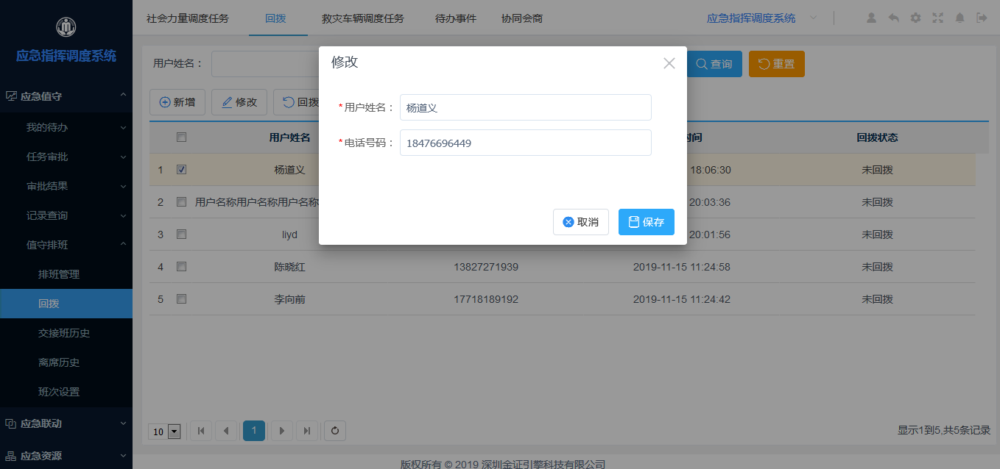 应急指挥调度系统
应急值守
我的待办
任务审批
审批结果
记录查询
值守排班
排班管理
回拨
交接班历史
离席历史
班次设置
应急联动
应急资源
社会力量调度任务 回拨 救灾车辆调度任务 待办事件 协同会商 应急指挥调度系统
用户姓名： 查询 重置
新增 修改 回拨
用户姓名 时间 回拨状态
1 杨道义 18:06:30 未回拨
2 用户名称用户名称用户名称 20:03:36 未回拨
3 liyd 20:01:56 未回拨
4 陈晓红 13827271939 2019-11-15 11:24:58 未回拨
5 李向前 17718189192 2019-11-15 11:24:42 未回拨
修改
*用户姓名： 杨道义
*电话号码： 18476696449
取消 保存
10 1 显示1到5,共5条记录
版权所有 © 2019 深圳金证引擎科技有限公司